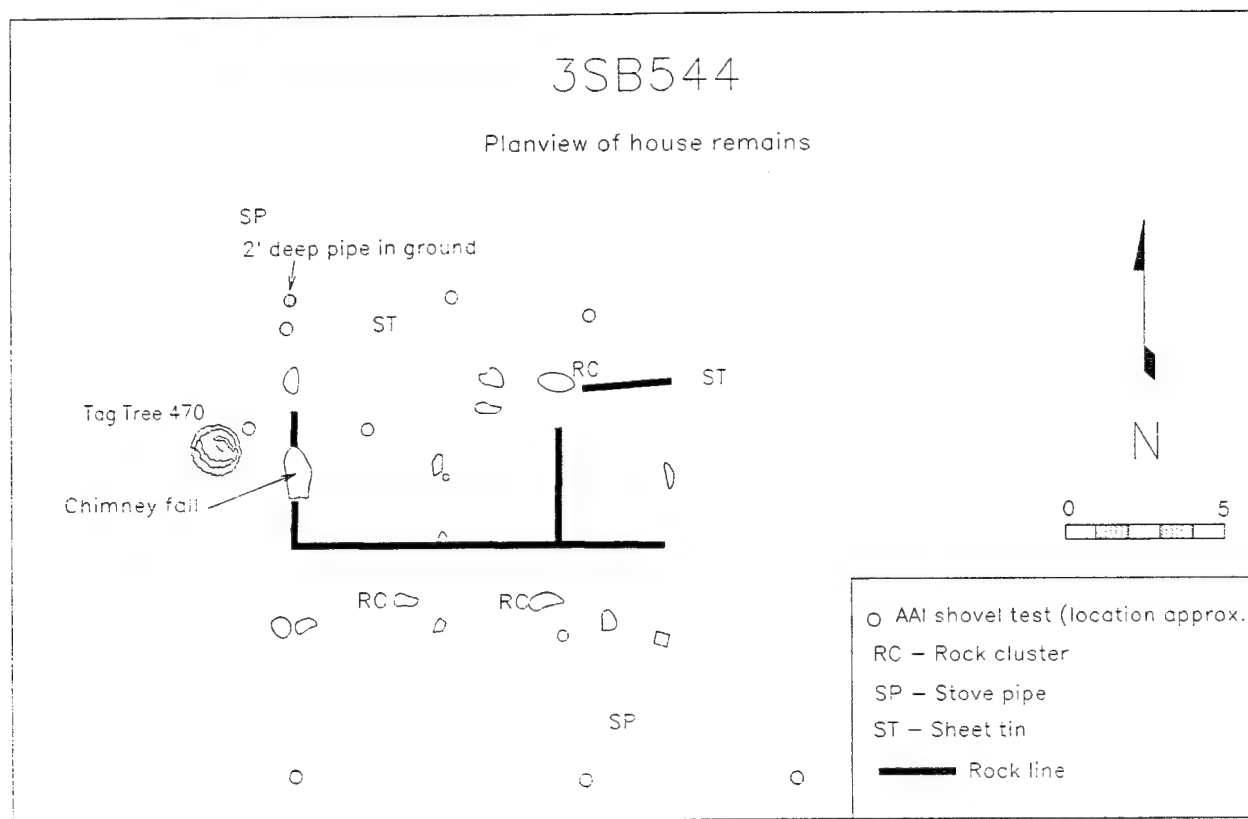 3SB544
Planview of house remains
SP
2' deep pipe in ground
ST
RC
ST
Tag Tree 470
Chimney fall
N
0 5
RC
RC
SP
AAI shovel test (location approx.
RC – Rock cluster
SP – Stove pipe
ST – Sheet tin
Rock line